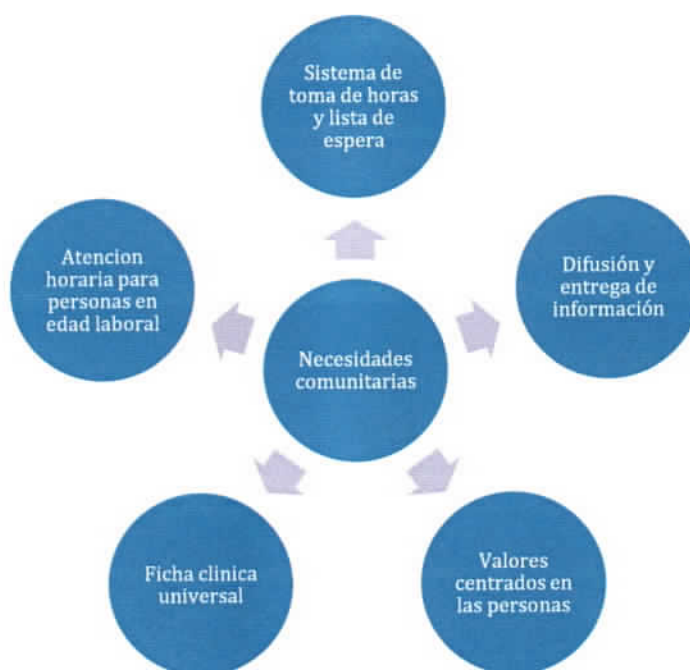 Sistema de
toma de horas
y lista de
espera
Atencion
horaria para
personas en
edad laboral
Difusión y
entrega de
información
Necesidades
comunitarias
Ficha clinica
universal
Valores
centrados en
las personas